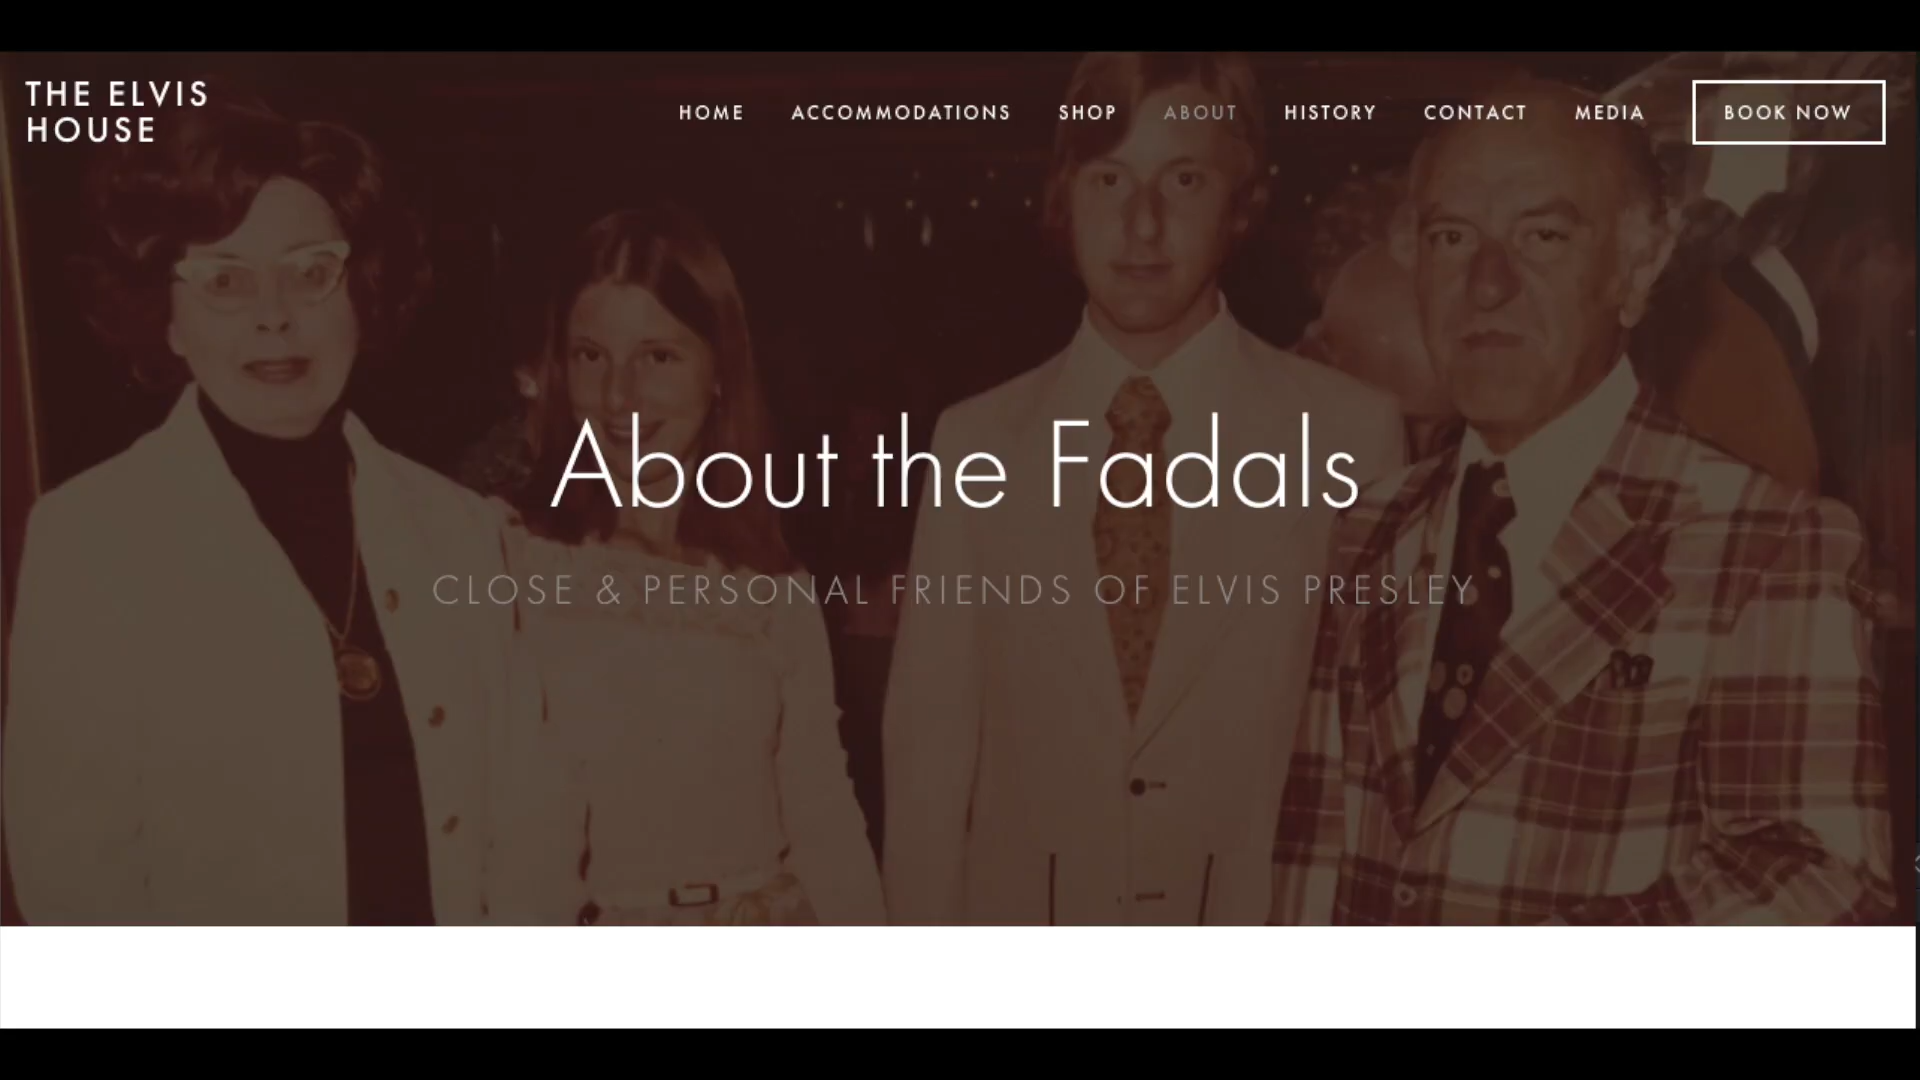 THE ELVIS
HOUSE
HOME ACCOMMODATIONS SHOP ABOUT HISTORY CONTACT MEDIA BOOK NOW
About the Fadals
CLOSE & PERSONAL FRIENDS OF ELVIS PRESLEY